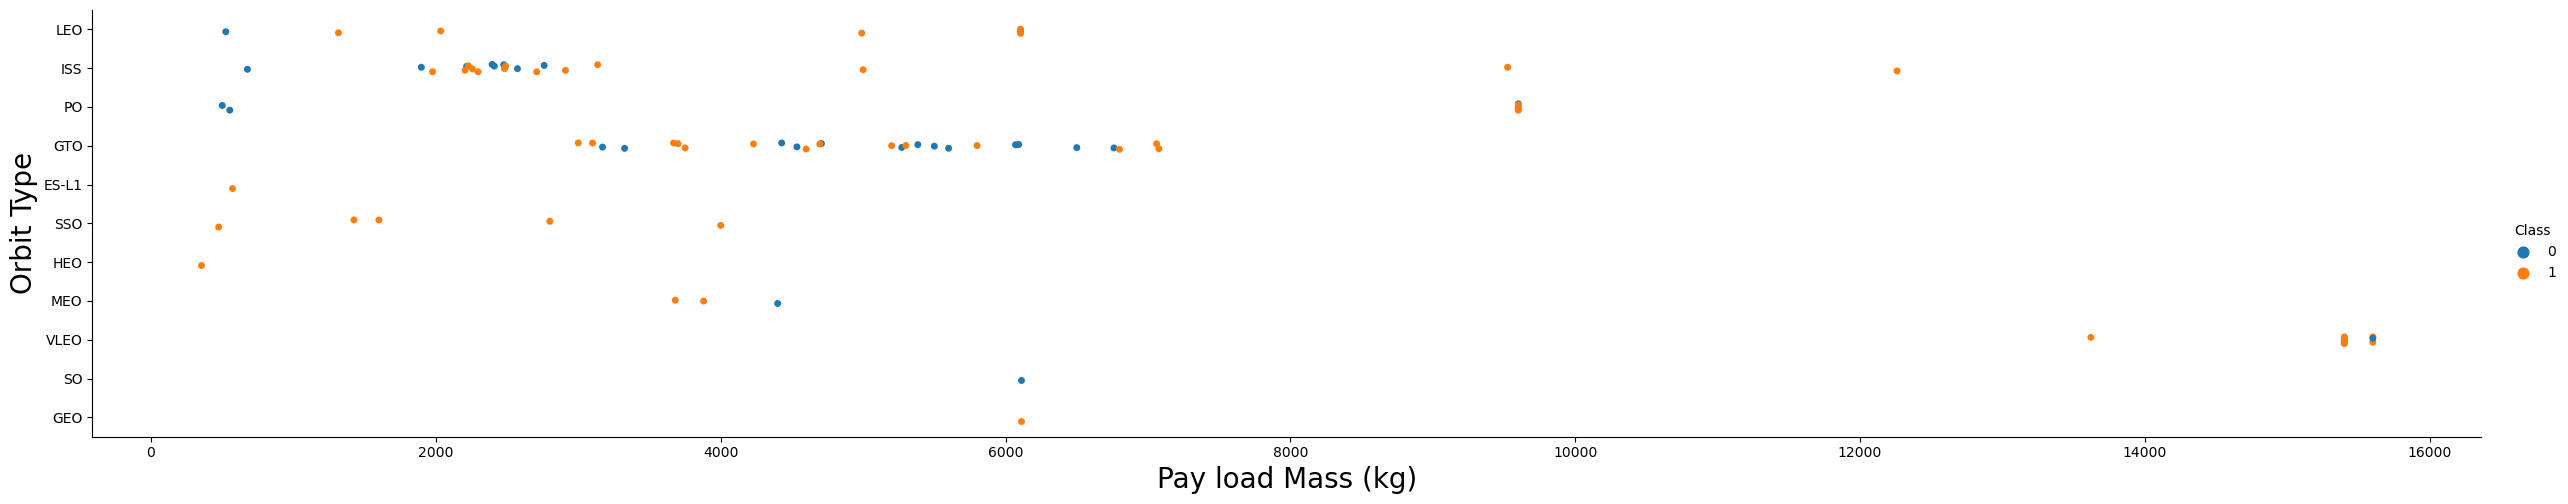 Orbit Type
LEO
ISS
PO
GTO
ES-L1
SSO
HEO
MEO
VLEO
SO
GEO
0 2000 4000 6000 8000 10000 12000 14000 16000
Pay load Mass (kg)
Class
0
1